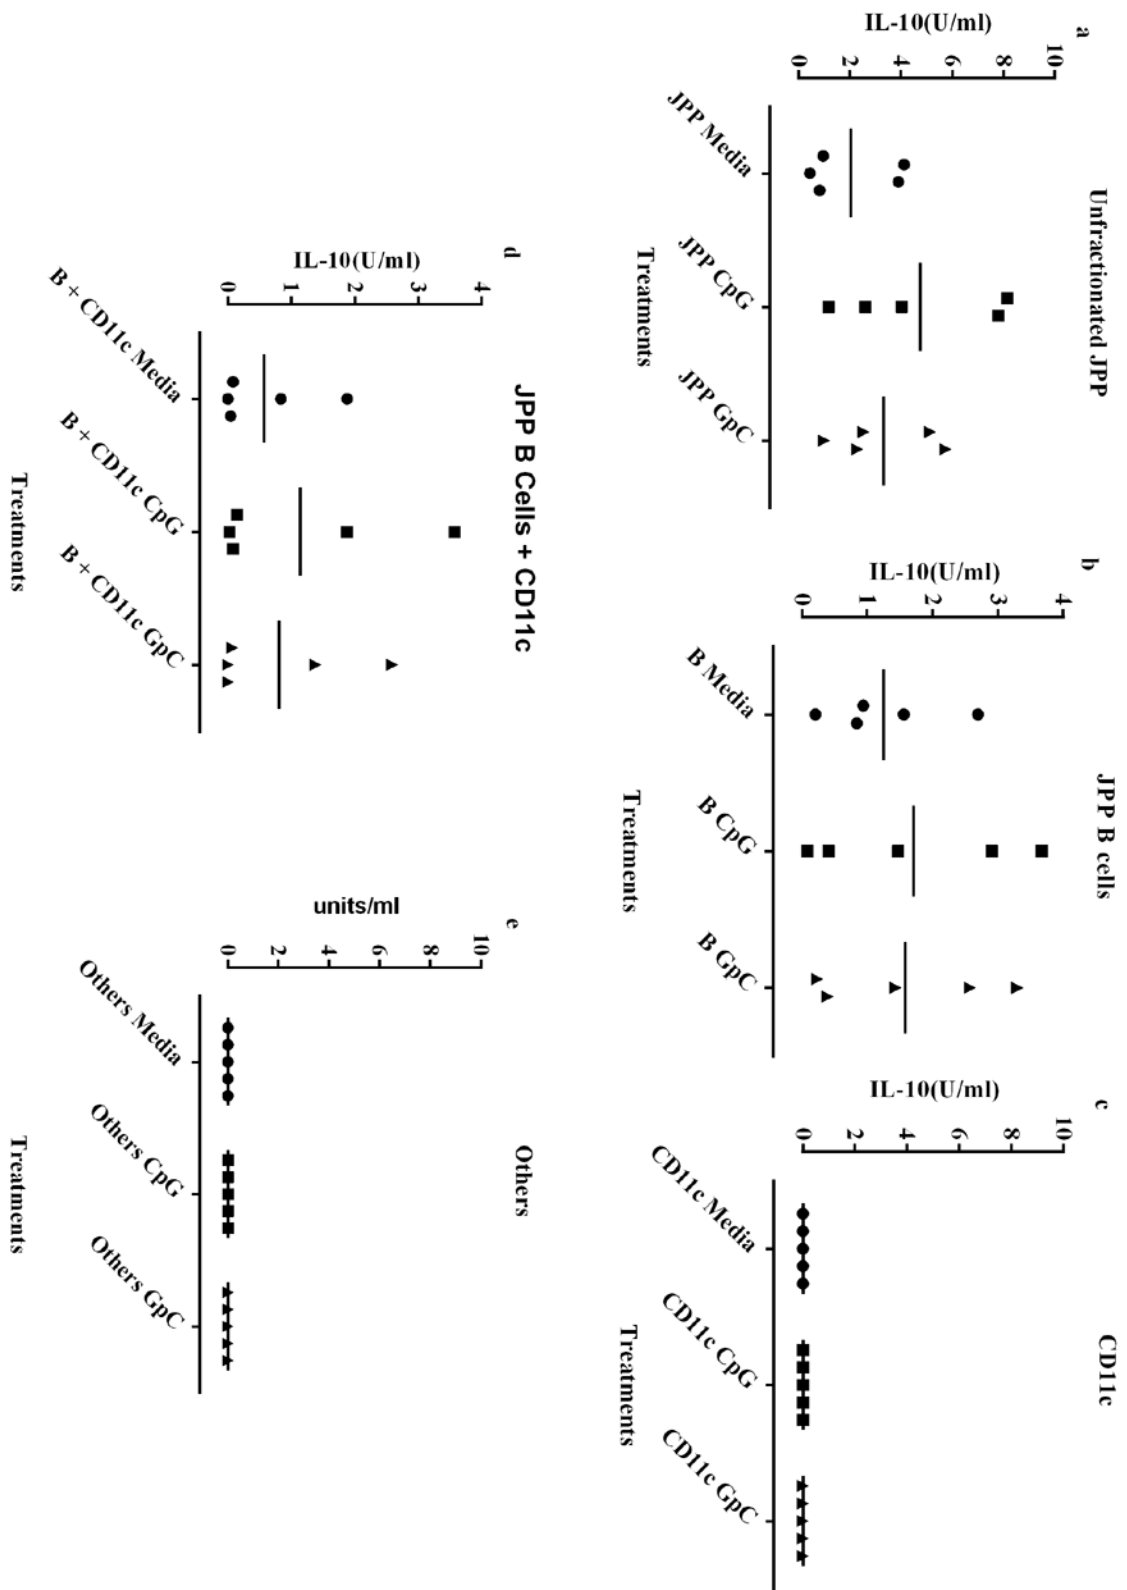 a
Unfractionated JPP
IL-10(U/ml)
10
8
6
4
2
0
JPP Media
JPP CpG
JPP GpC
Treatments
b
JPP B cells
IL-10(U/ml)
4
3
2
1
0
B Media
B CpG
B GpC
Treatments
c
CD11c
IL-10(U/ml)
10
8
6
4
2
0
CD11c Media
CD11c CpG
CD11c GpC
Treatments
d
JPP B Cells + CD11c
IL-10(U/ml)
4
3
2
1
0
B + CD11c Media
B + CD11c CpG
B + CD11c GpC
Treatments
e
Others
units/ml
10
8
6
4
2
0
Others Media
Others CpG
Others GpC
Treatments